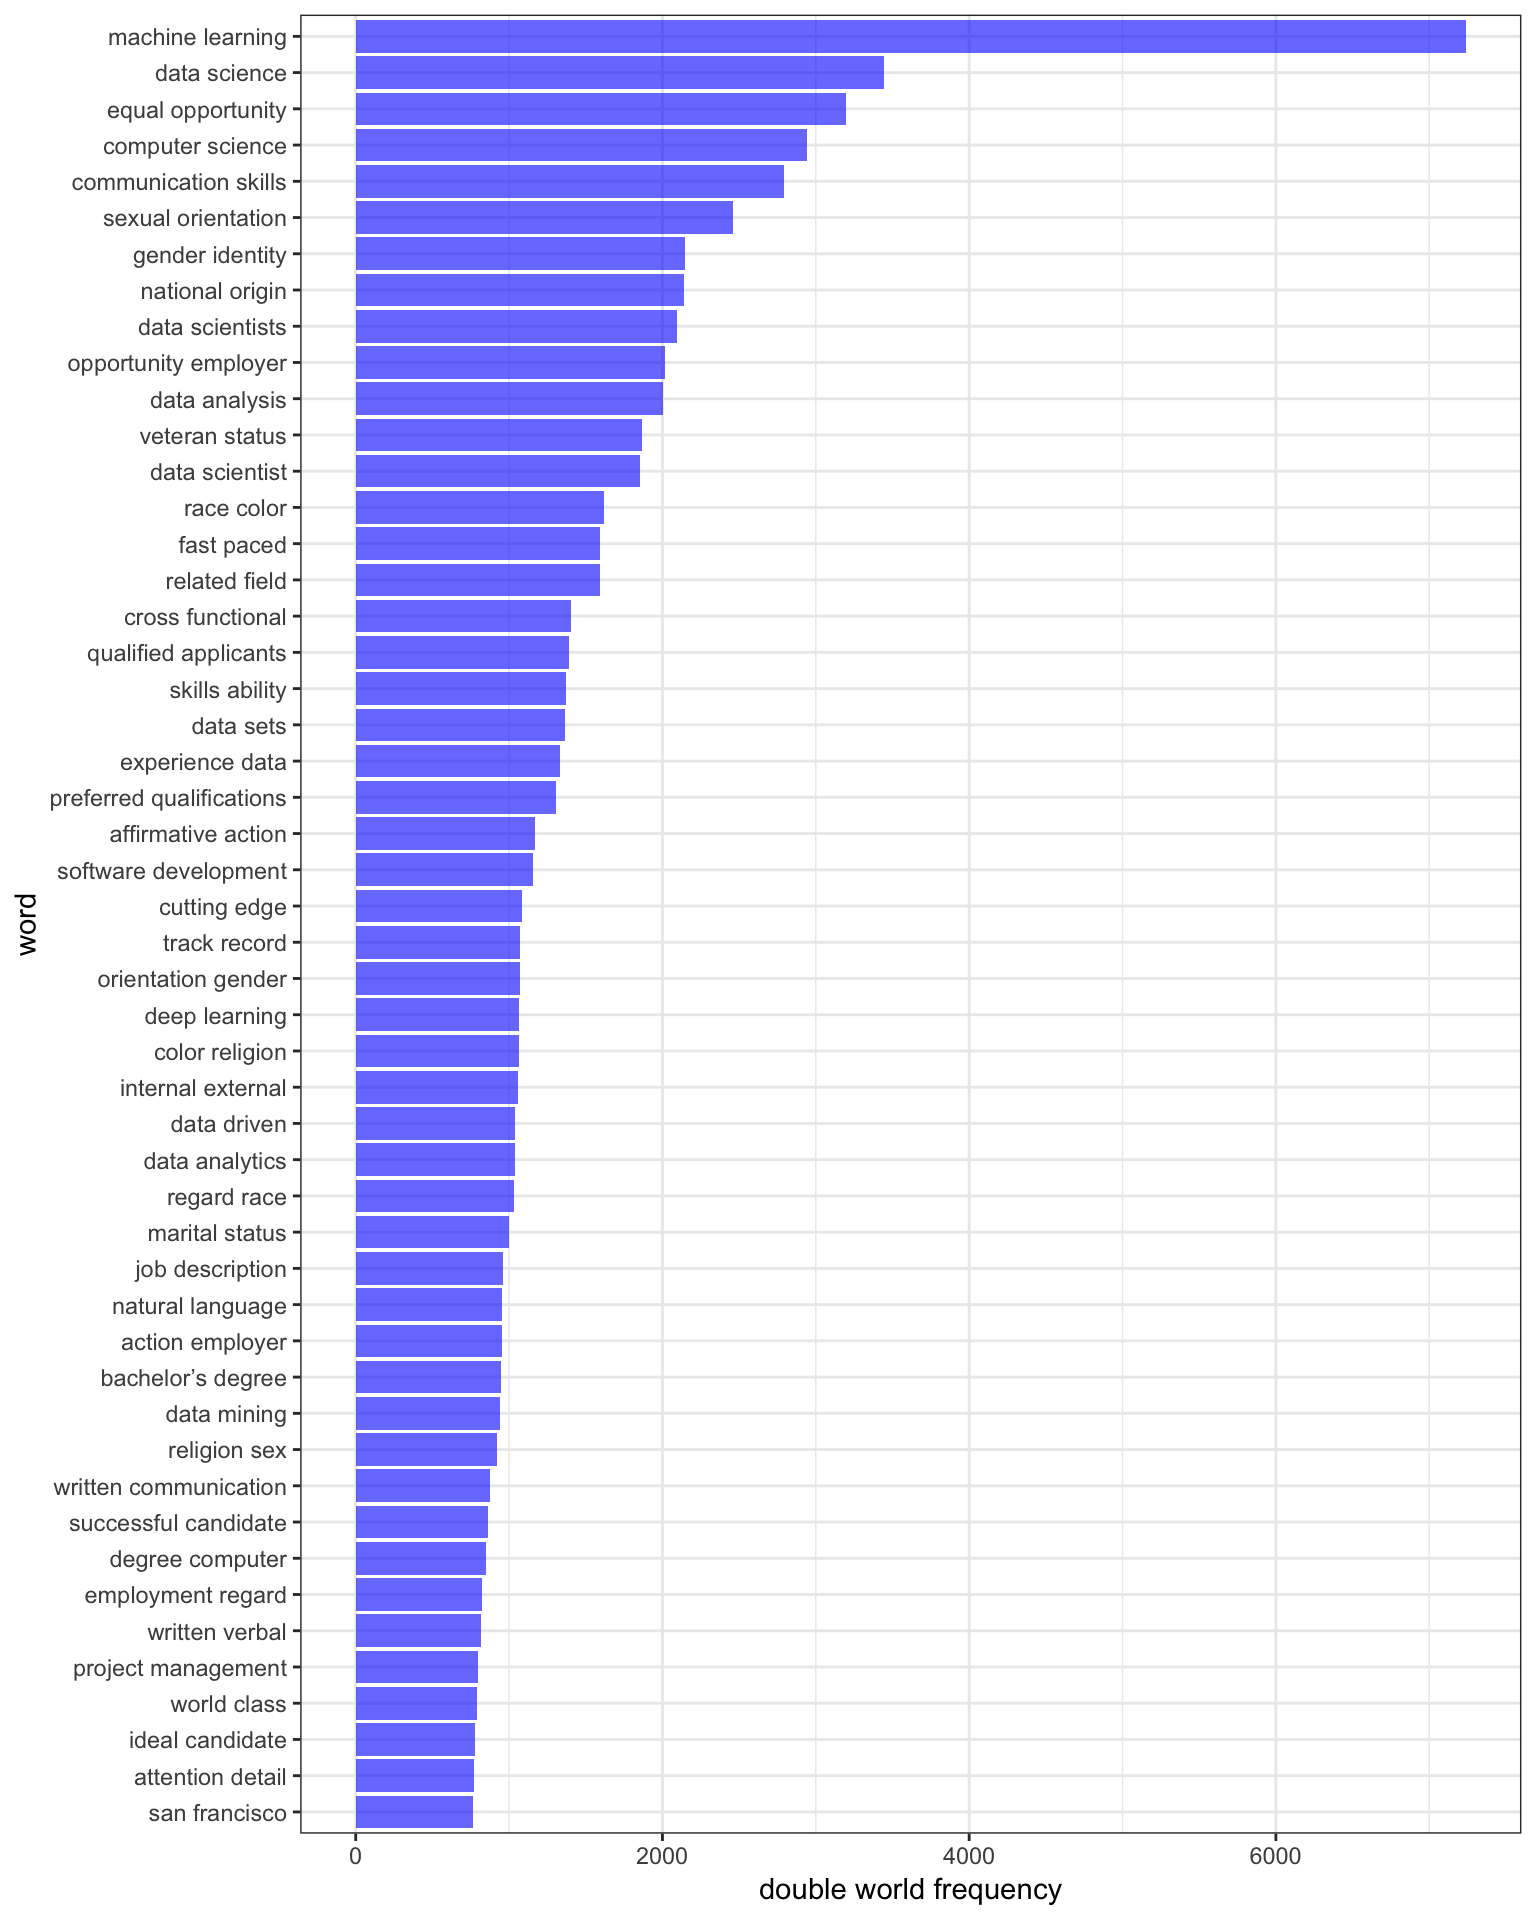 machine learning
data science
equal opportunity
computer science
communication skills
sexual orientation
gender identity
national origin
data scientists
opportunity employer
data analysis
veteran status
data scientist
race color
fast paced
related field
cross functional
qualified applicants
skills ability
data sets
experience data
preferred qualifications
affirmative action
software development
cutting edge
track record
orientation gender
deep learning
color religion
internal external
data driven
data analytics
regard race
marital status
job description
natural language
action employer
bachelor’s degree
data mining
religion sex
written communication
successful candidate
degree computer
employment regard
written verbal
project management
world class
ideal candidate
attention detail
san francisco
word
0 2000 4000 6000
double world frequency